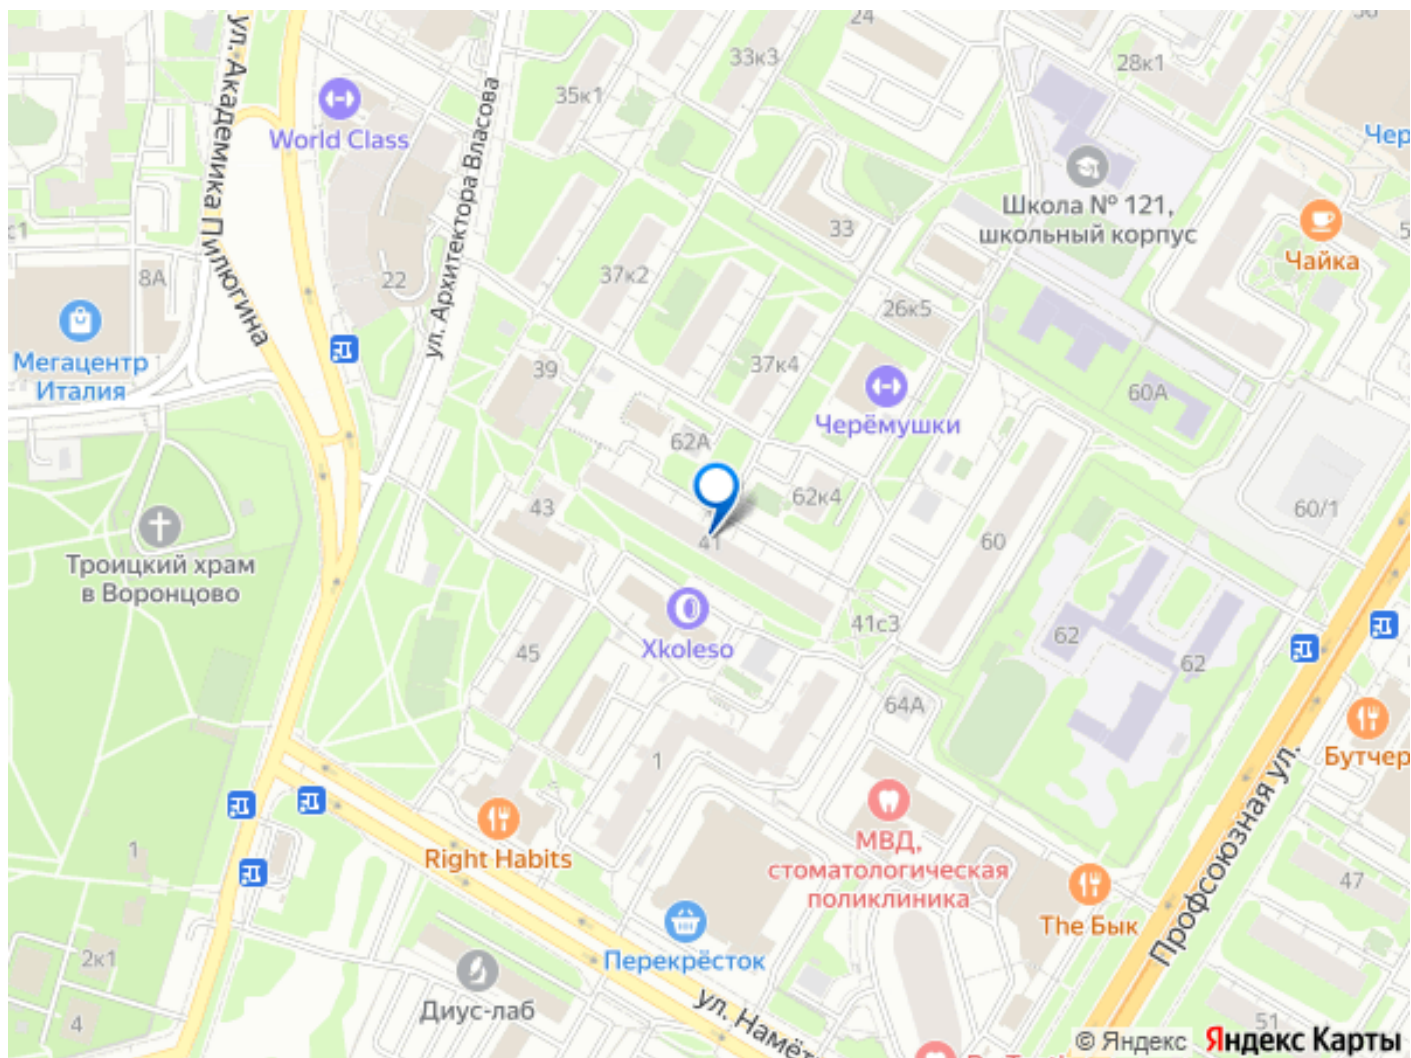 24
33к3
28к1
35к1
ул. Академика Пилюгина
World Class
ул. Архитектора Власова
Школа № 121,
школьный корпус
Чайка
33
8А
22
37к2
26к5
Мегацентр
Италия
39
37к4
60А
Черёмушки
62А
62к4
60/1
43
41
60
Троицкий храм
в Воронцово
41с3
62
62
45
Xkoleso
64А
1
Бутчер
Профсоюзная ул.
Right Habits
МВД,
стоматологическая
поликлиника
1
47
The Бык
Перекрёсток
2к1
Диус-лаб
ул. Намёт
4
51
© Яндекс
Яндекс Карты